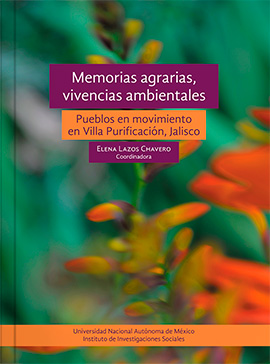 Memorias agrarias,
vivencias ambientales
Pueblos en movimiento
en Villa Purificación, Jalisco
ELENA LAZOS CHAVERO
Coordinadora
Universidad Nacional Autónoma de México
Instituto de Investigaciones Sociales